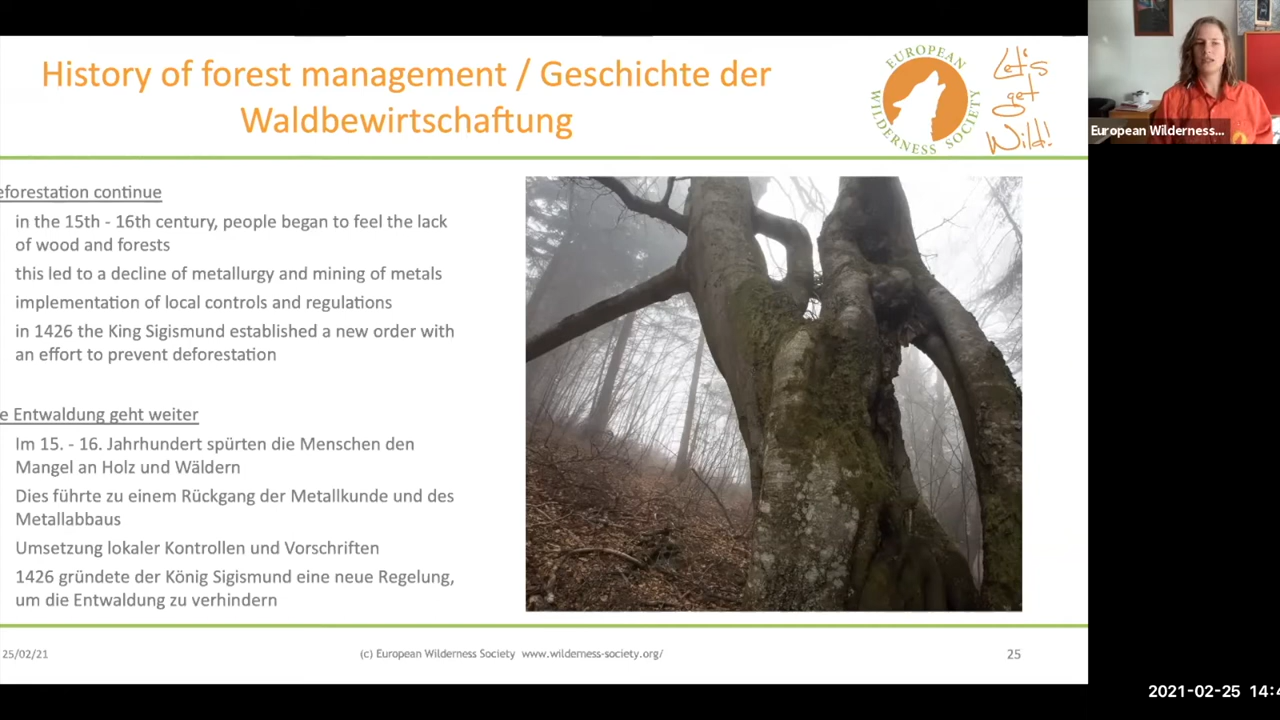 History of forest management / Geschichte der
Waldbewirtschaftung
EUROPEAN
WILDERNESS SOCIETY
Let's
get
Wild!
European Wilderness...
eforestation continue
in the 15th - 16th century, people began to feel the lack
of wood and forests
this led to a decline of metallurgy and mining of metals
implementation of local controls and regulations
in 1426 the King Sigismund established a new order with
an effort to prevent deforestation
e Entwaldung geht weiter
Im 15. - 16. Jahrhundert spürten die Menschen den
Mangel an Holz und Wäldern
Dies führte zu einem Rückgang der Metallkunde und des
Metallabbaus
Umsetzung lokaler Kontrollen und Vorschriften
1426 gründete der König Sigismund eine neue Regelung,
um die Entwaldung zu verhindern
25/02/21
(c) European Wilderness Society www.wilderness-society.org/
25
2021-02-25 14:4